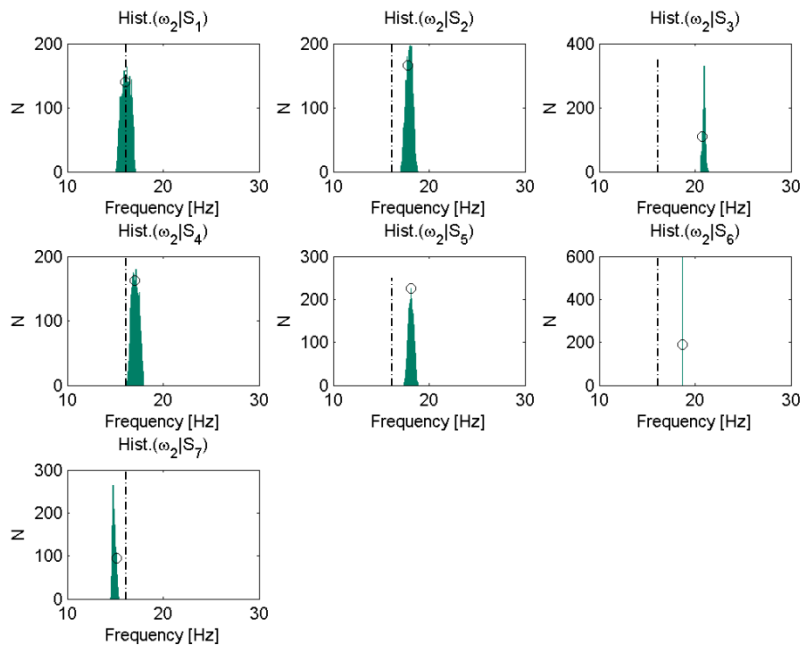 Hist.(ω₂|S₁)
200
100
0
N
10 20 30
Frequency [Hz]
Hist.(ω₂|S₂)
200
100
0
N
10 20 30
Frequency [Hz]
Hist.(ω₂|S₃)
400
200
0
N
10 20 30
Frequency [Hz]
Hist.(ω₂|S₄)
200
100
0
N
10 20 30
Frequency [Hz]
Hist.(ω₂|S₅)
300
200
100
0
N
10 20 30
Frequency [Hz]
Hist.(ω₂|S₆)
600
400
200
0
N
10 20 30
Frequency [Hz]
Hist.(ω₂|S₇)
300
200
100
0
N
10 20 30
Frequency [Hz]